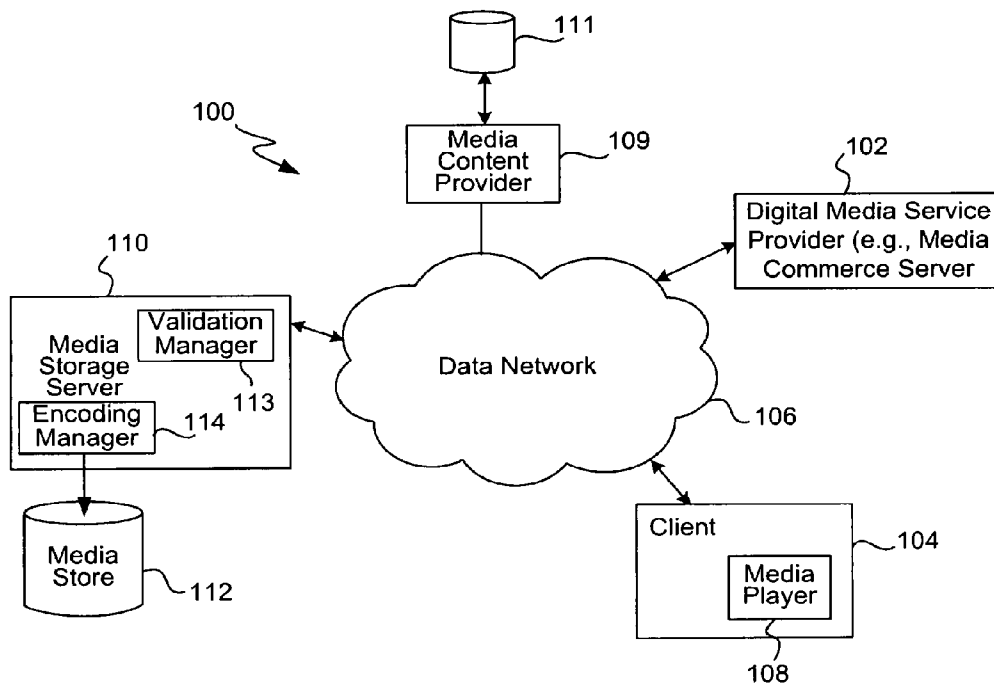 111
100
Media
Content
Provider
109
102
Digital Media Service
Provider (e.g., Media
Commerce Server
110
Validation
Manager
Media
Storage
Server
113
Encoding
Manager
114
Data Network
106
Media
Store
112
Client
104
Media
Player
108